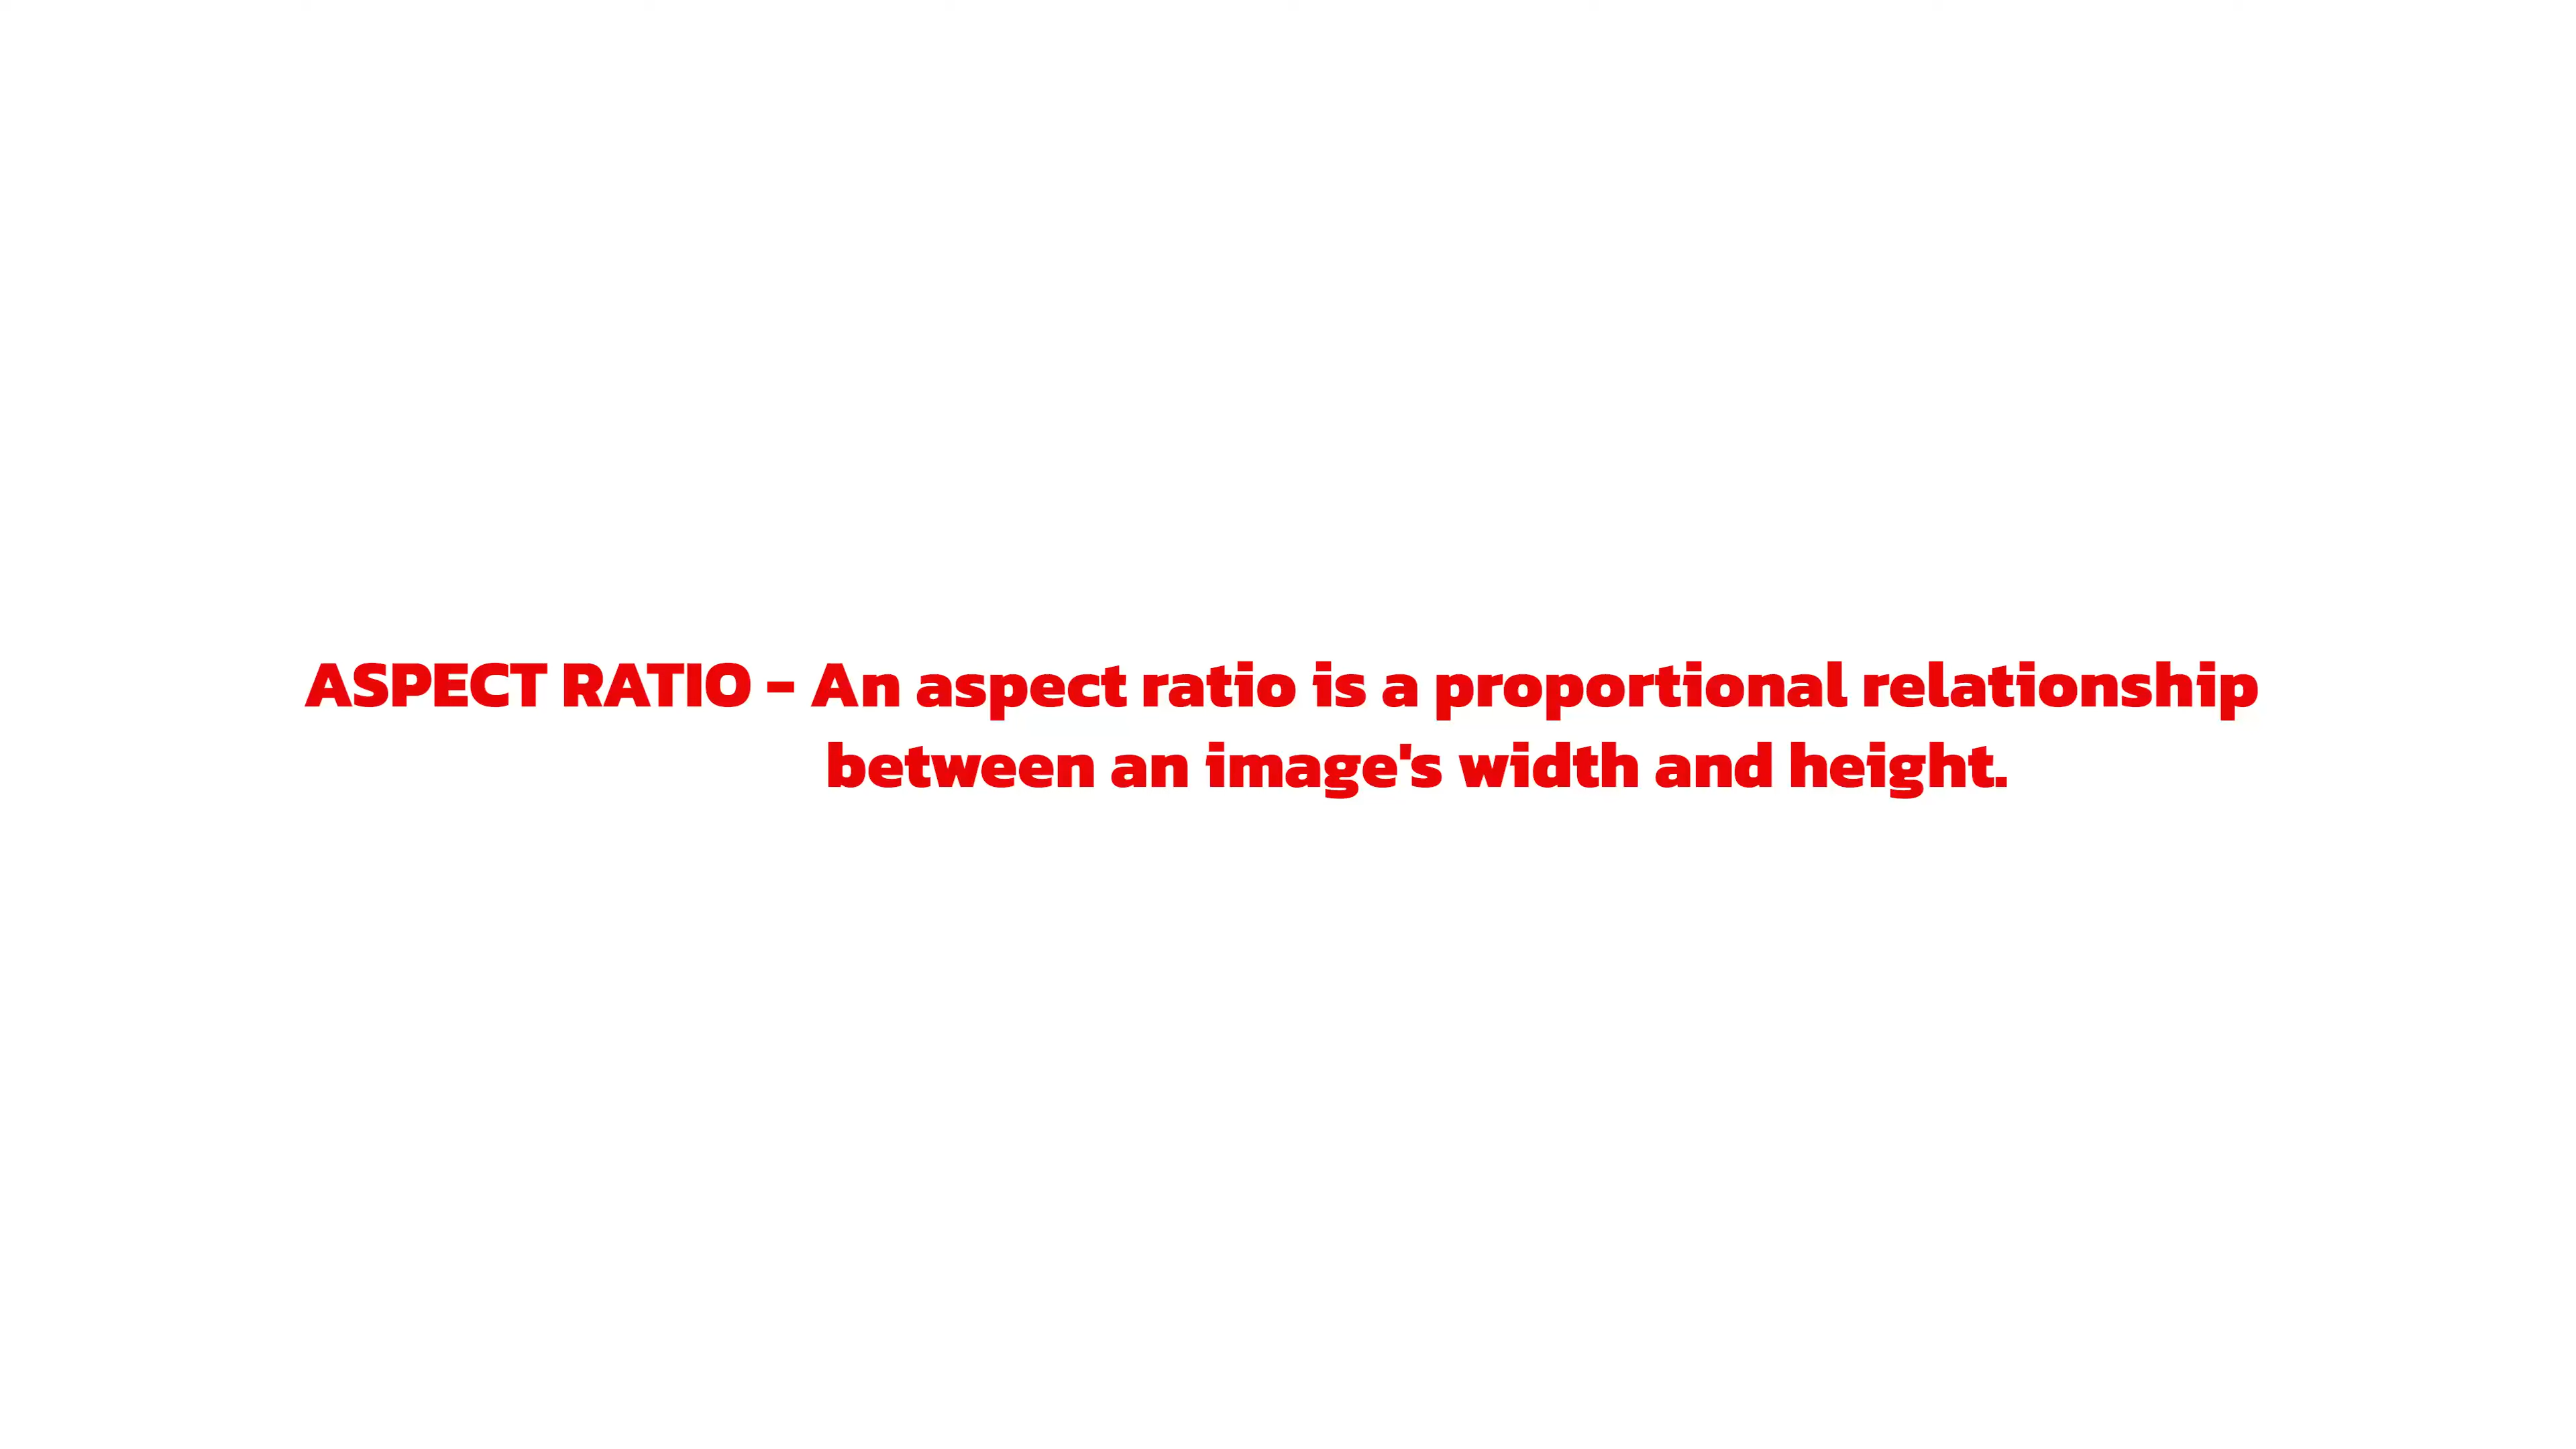 ASPECT RATIO - An aspect ratio is a proportional relationship
between an image's width and height.